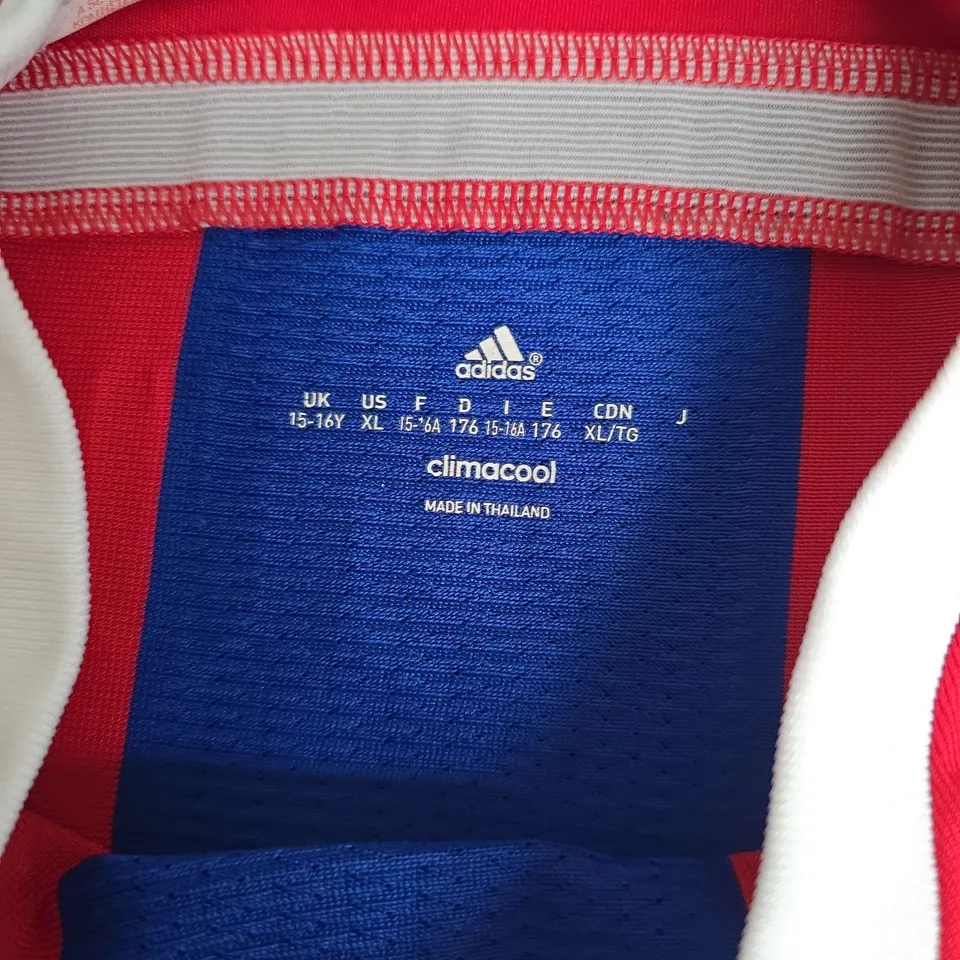 adidas®
UK US F D I E CDN J
15-16Y XL 15-16A 176 15-16A 176 XL/TG
climacool
MADE IN THAILAND